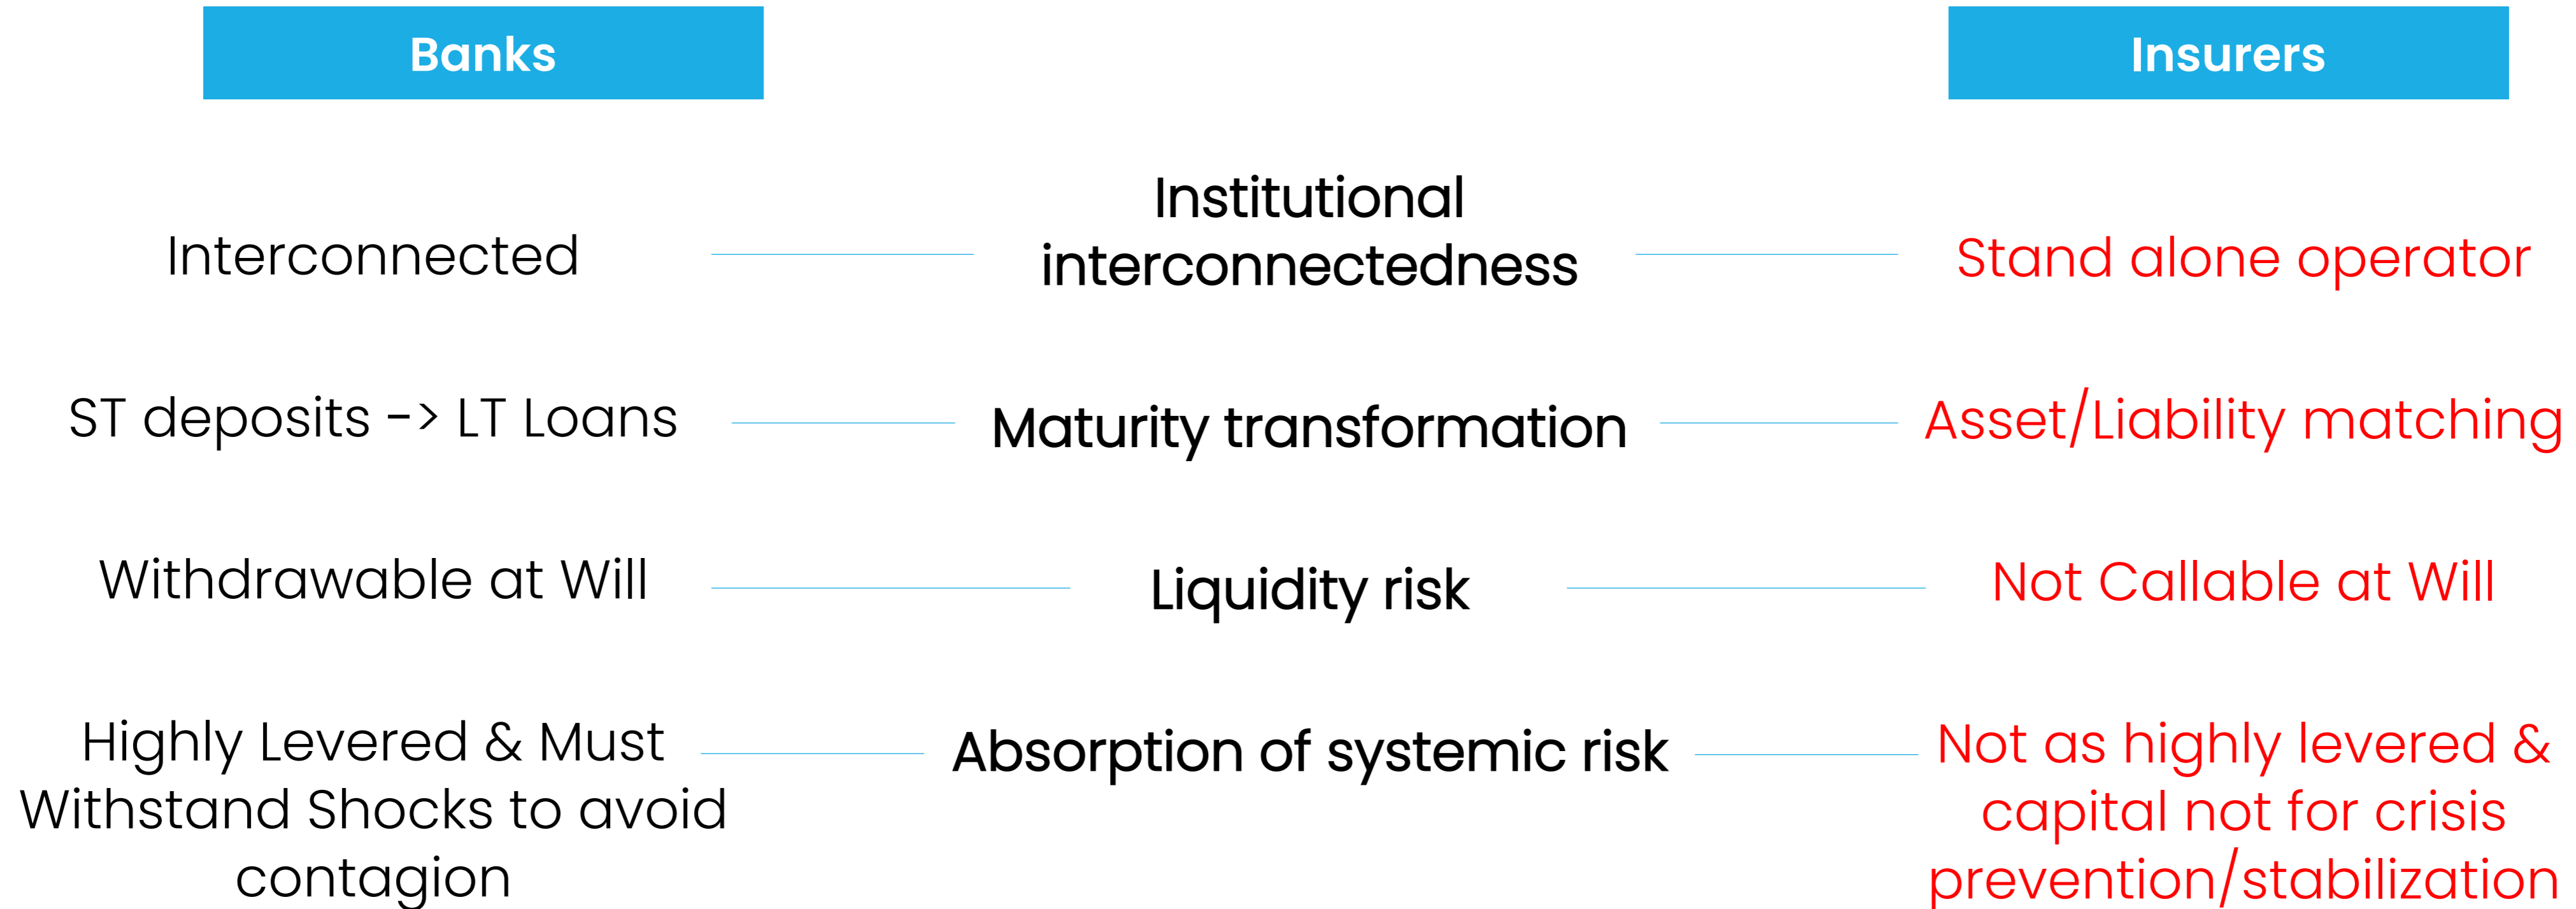 Banks
Insurers
Institutional
interconnectedness
Interconnected
Stand alone operator
ST deposits -> LT Loans
Maturity transformation
Asset/Liability matching
Withdrawable at Will
Liquidity risk
Not Callable at Will
Highly Levered & Must
Withstand Shocks to avoid
contagion
Absorption of systemic risk
Not as highly levered &
capital not for crisis
prevention/stabilization